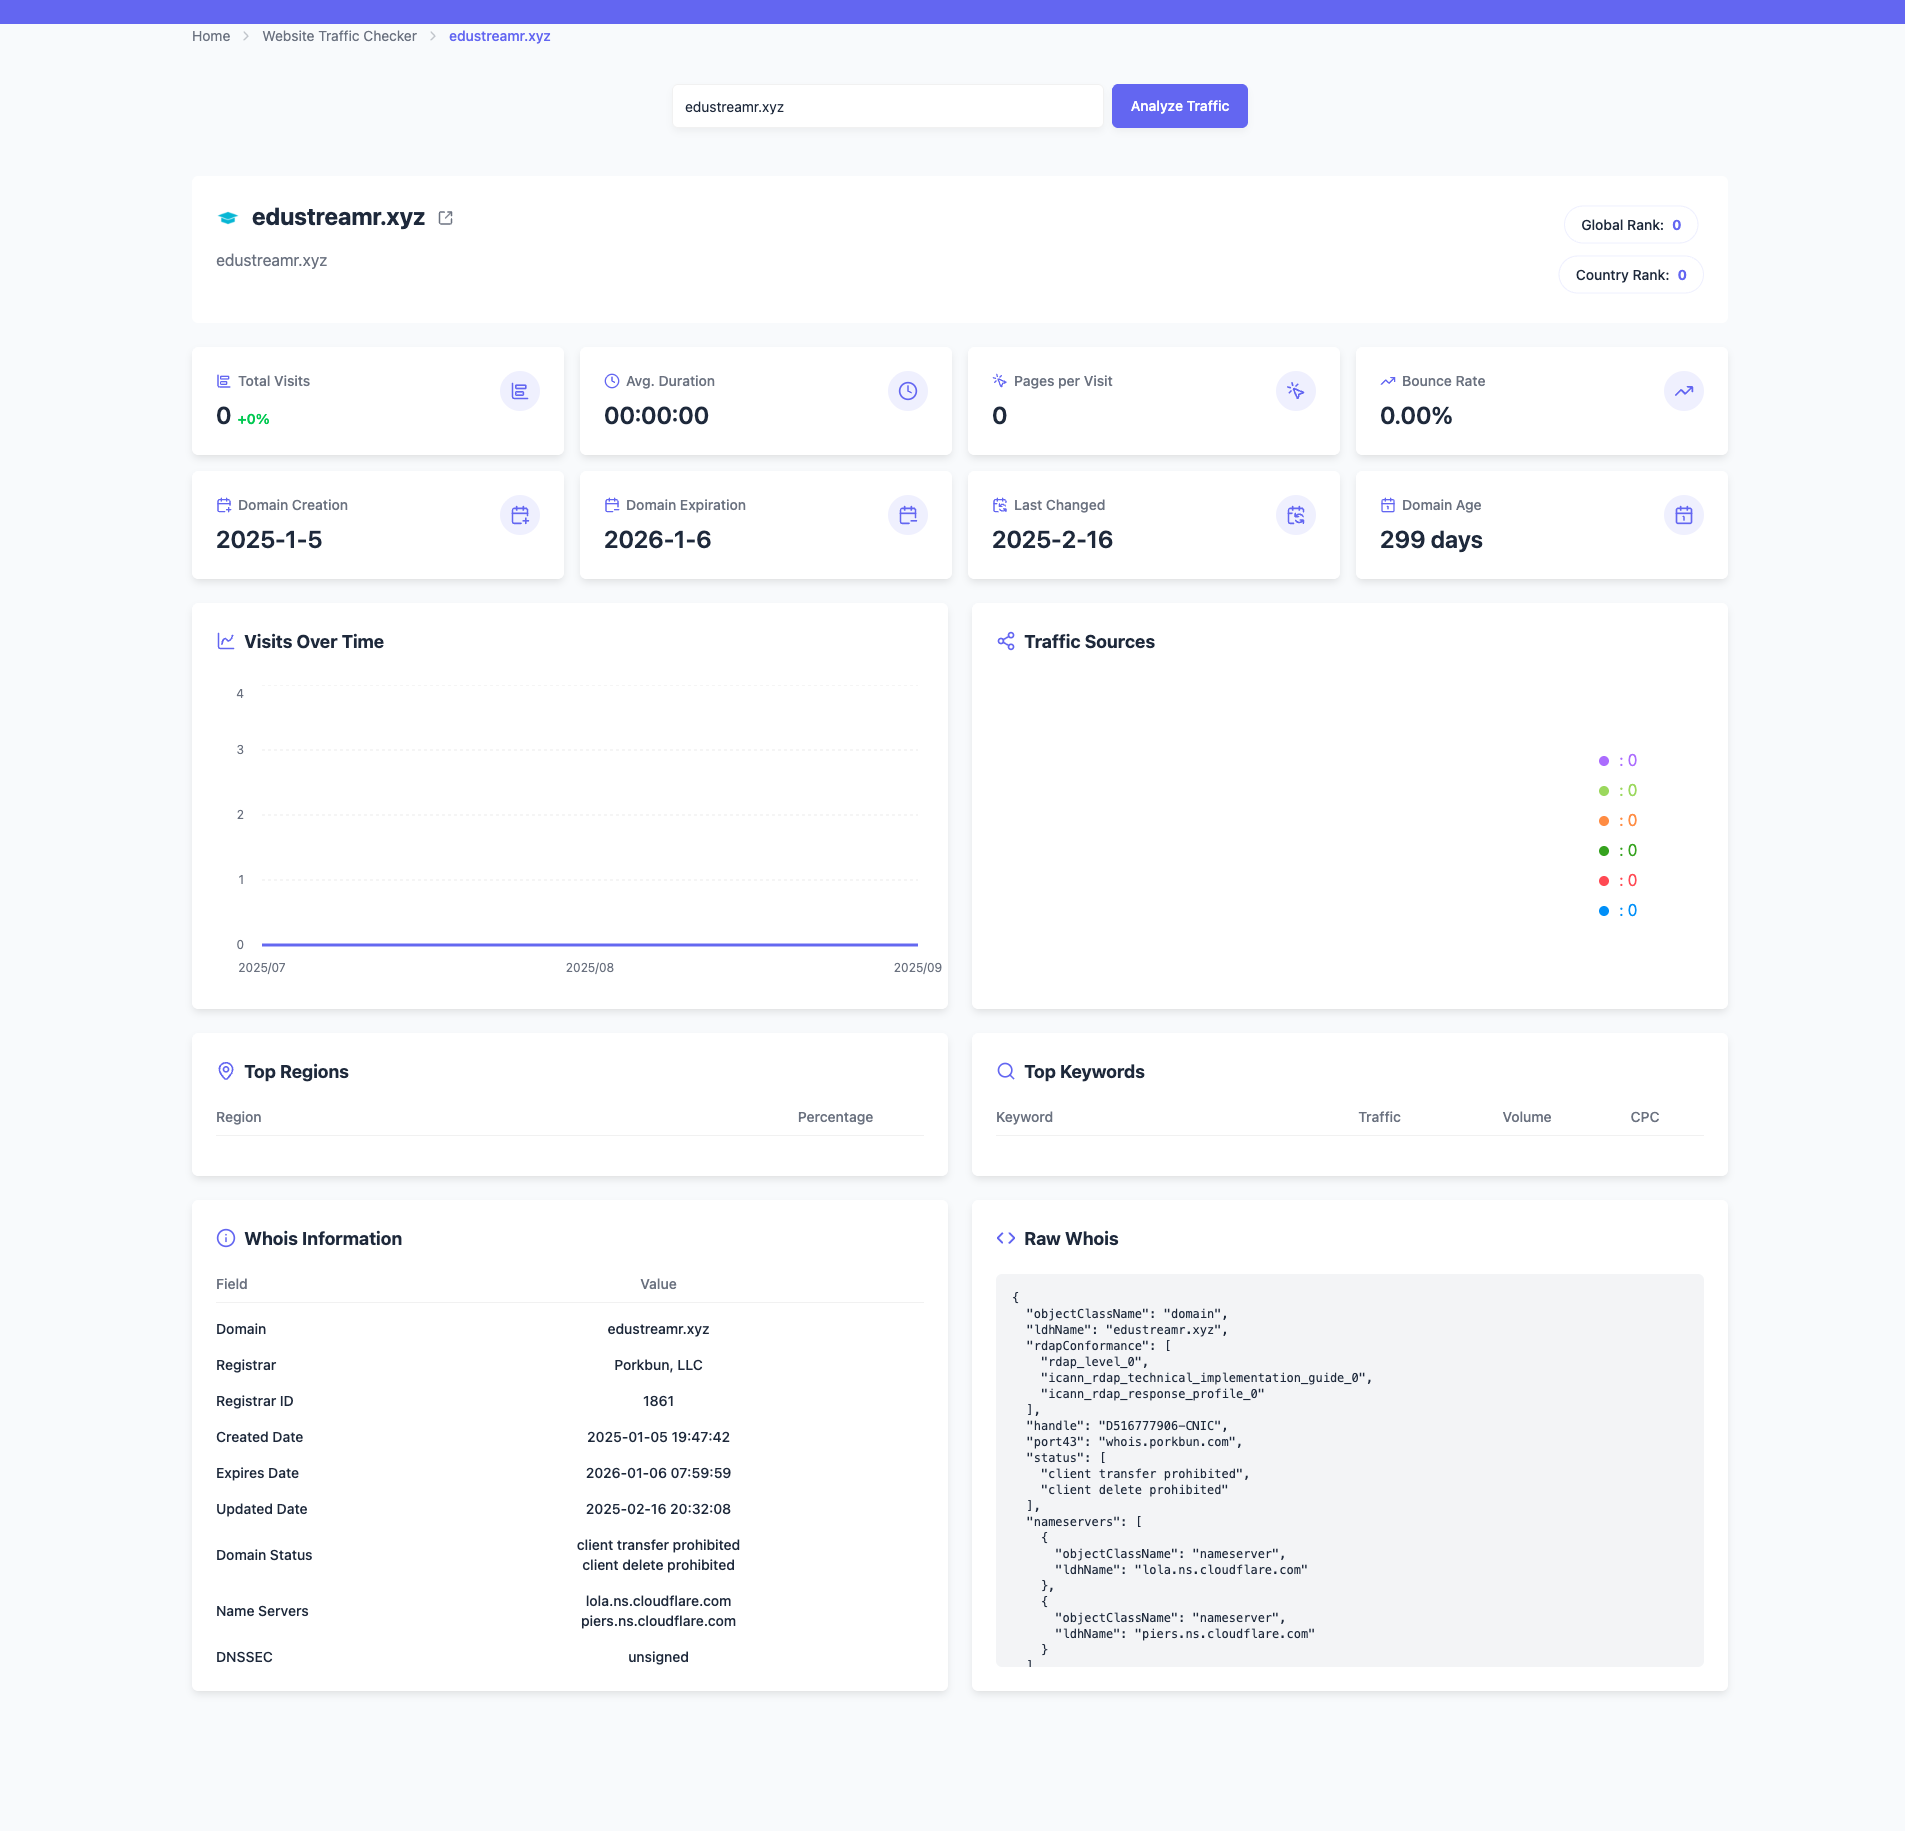 Home
Website Traffic Checker
edustreamr.xyz
edustreamr.xyz
Analyze Traffic
edustreamr.xyz
edustreamr.xyz
Global Rank: 0
Country Rank: 0
Total Visits
0 +0%
Avg. Duration
00:00:00
Pages per Visit
0
Bounce Rate
0.00%
Domain Creation
2025-1-5
Domain Expiration
2026-1-6
Last Changed
2025-2-16
Domain Age
299 days
Visits Over Time
4
3
2
1
0
2025/07 2025/08 2025/09
Traffic Sources
: 0
: 0
: 0
: 0
: 0
: 0
Top Regions
Region Percentage
Top Keywords
Keyword Traffic Volume CPC
Whois Information
Field Value
Domain edustreamr.xyz
Registrar Porkbun, LLC
Registrar ID 1861
Created Date 2025-01-05 19:47:42
Expires Date 2026-01-06 07:59:59
Updated Date 2025-02-16 20:32:08
Domain Status client transfer prohibited
client delete prohibited
Name Servers lola.ns.cloudflare.com
piers.ns.cloudflare.com
DNSSEC unsigned
Raw Whois
{
"objectClassName": "domain",
"ldhName": "edustreamr.xyz",
"rdapConformance": [
"rdap_level_0",
"icann_rdap_technical_implementation_guide_0",
"icann_rdap_response_profile_0"
],
"handle": "D516777906-CNIC",
"port43": "whois.porkbun.com",
"status": [
"client transfer prohibited",
"client delete prohibited"
],
"nameservers": [
{
"objectClassName": "nameserver",
"ldhName": "lola.ns.cloudflare.com"
},
{
"objectClassName": "nameserver",
"ldhName": "piers.ns.cloudflare.com"
}
]